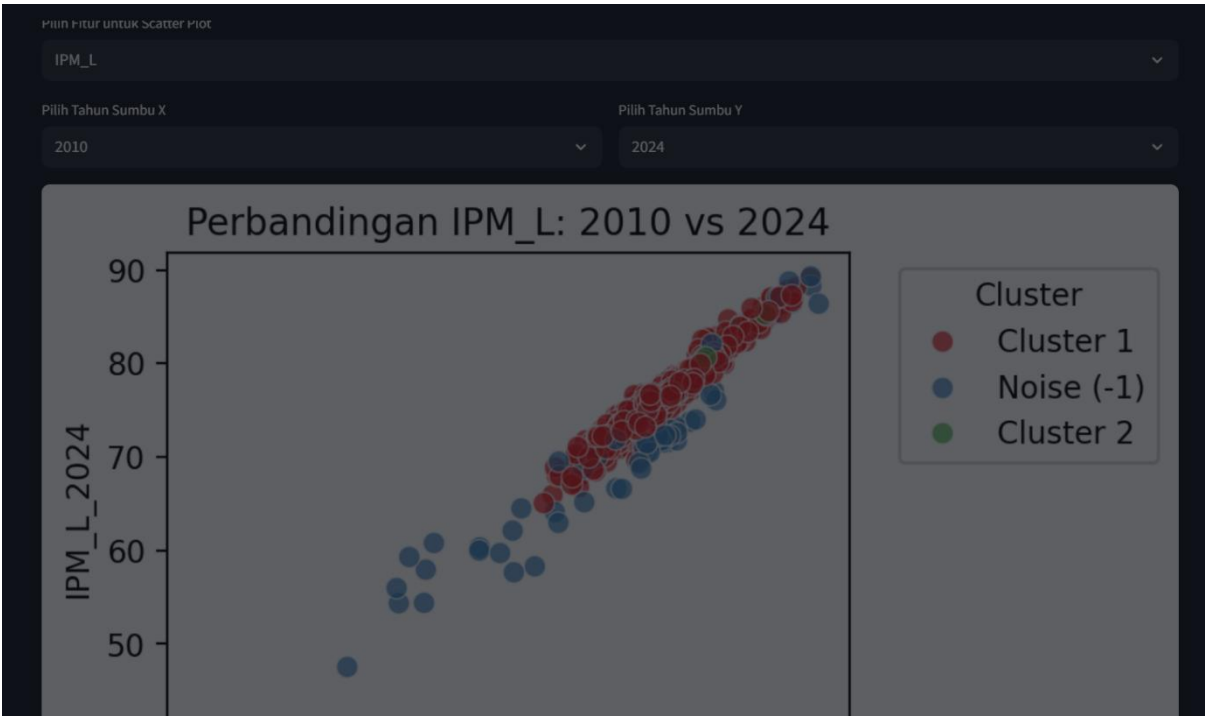 Pilih Fitur untuk Scatter Plot
IPM_L
Pilih Tahun Sumbu X
Pilih Tahun Sumbu Y
2010
2024
Perbandingan IPM_L: 2010 vs 2024
90
80
70
60
50
IPM_L_2024
Cluster
Cluster 1
Noise (-1)
Cluster 2